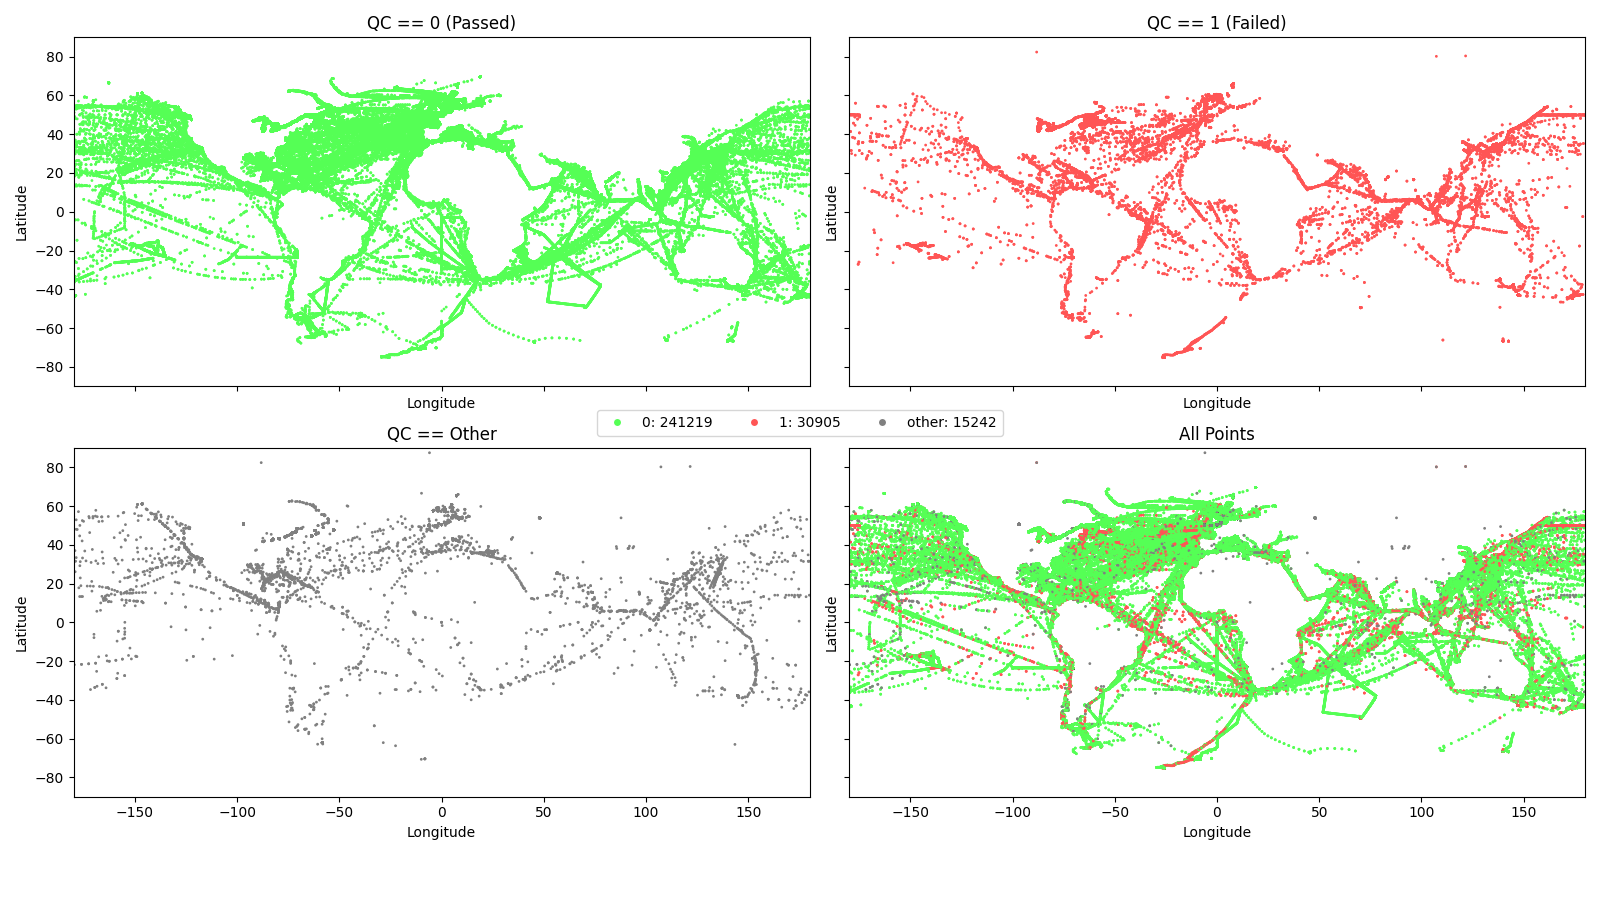 QC == 0 (Passed)
QC == 1 (Failed)
80
60
40
20
0
−20
−40
−60
−80
Latitude
Latitude
Longitude
Longitude
0: 241219 1: 30905 other: 15242
QC == Other
All Points
80
60
40
20
0
−20
−40
−60
−80
Latitude
Latitude
−150 −100 −50 0 50 100 150
−150 −100 −50 0 50 100 150
Longitude
Longitude